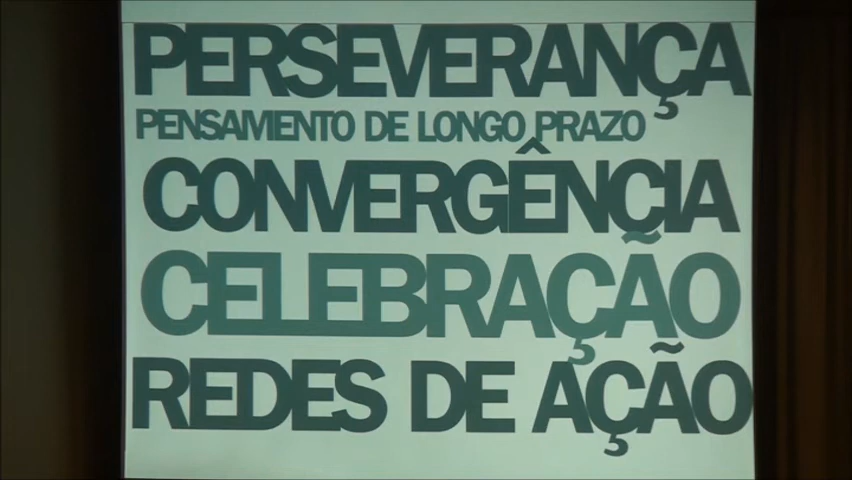 PERSEVERANÇA
PENSAMENTO DE LONGO PRAZO
CONVERGÊNCIA
CELEBRAÇÃO
REDES DE AÇÃO